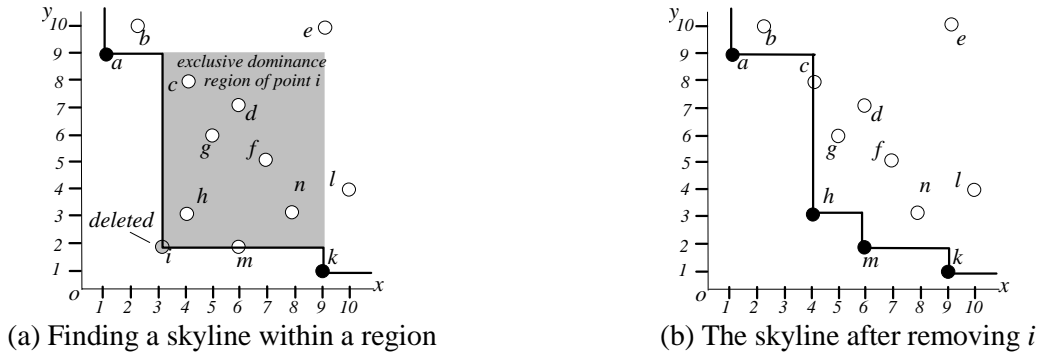 y
10
9
8
7
6
5
4
3
2
1
o
1 2 3 4 5 6 7 8 9 10
x
b
e
a
exclusive dominance
region of point i
c
d
g
f
h
n
l
deleted
i
m
k
(a) Finding a skyline within a region
y
10
9
8
7
6
5
4
3
2
1
o
1 2 3 4 5 6 7 8 9 10
x
b
e
a
c
d
g
f
h
n
l
m
k
(b) The skyline after removing i